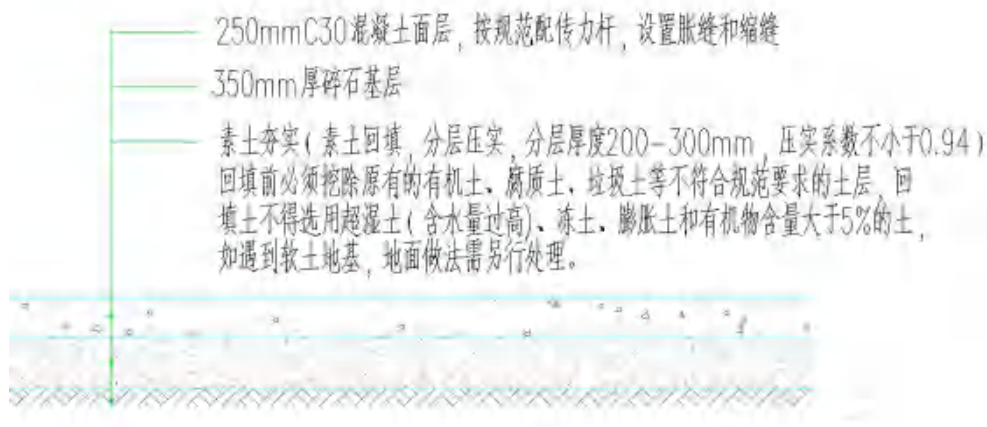 250mmC30混凝土面层，按规范配传力杆，设置胀缝和缩缝
350mm厚碎石基层
素土夯实（素土回填，分层压实，分层厚度200-300mm，压实系数不小于0.94）
回填前必须挖除原有的有机土、腐质土、垃圾土等不符合规范要求的土层，回
填土不得选用超湿土（含水量过高）、冻土、膨胀土和有机物含量大于5%的土，
如遇到软土地基，地面做法需另行处理。